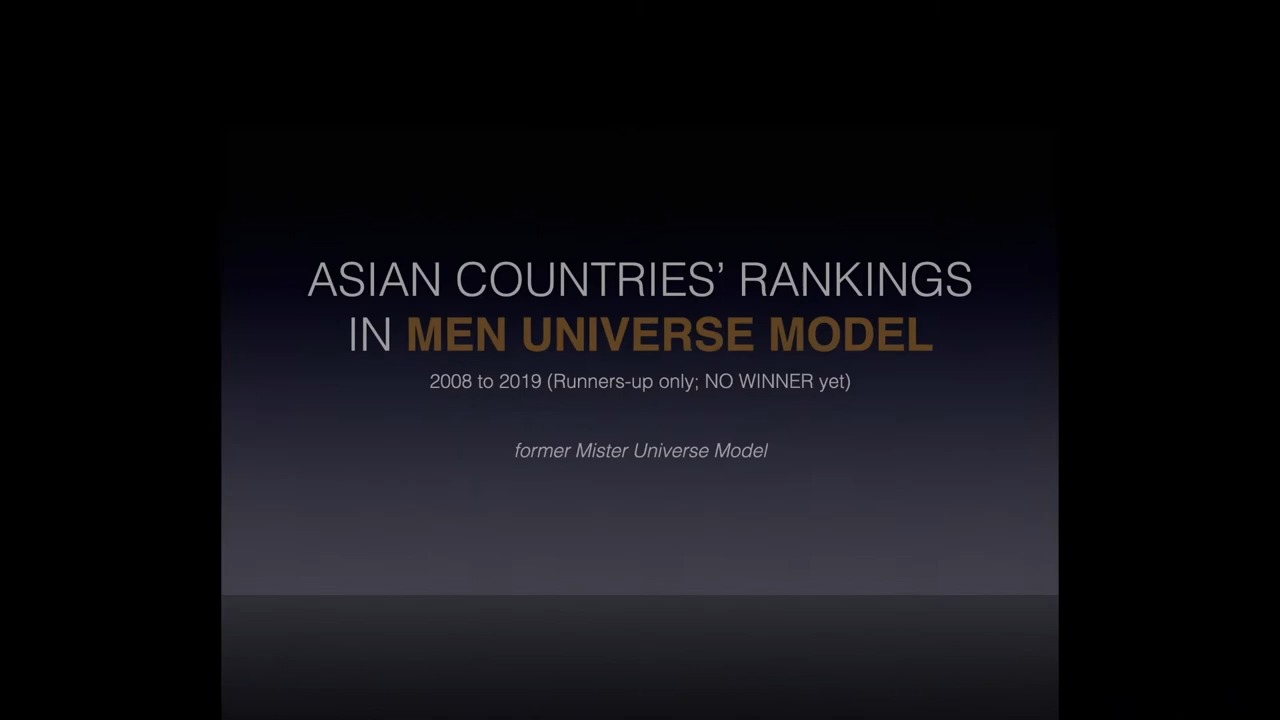 ASIAN COUNTRIES’ RANKINGS
IN MEN UNIVERSE MODEL
2008 to 2019 (Runners-up only; NO WINNER yet)
former Mister Universe Model